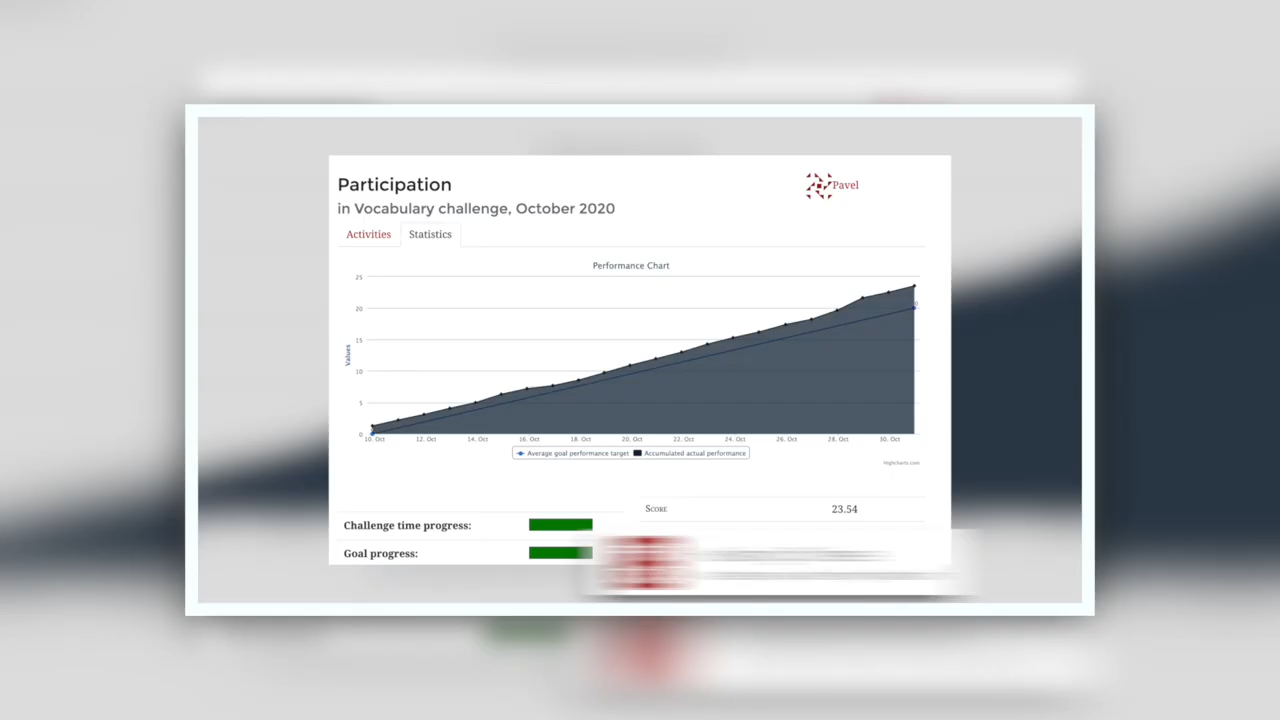 Participation
Pavel
in Vocabulary challenge, October 2020
Activities
Statistics
Performance Chart
25
20
15
10
5
0
Values
10. Oct
12. Oct
14. Oct
16. Oct
18. Oct
20. Oct
22. Oct
24. Oct
26. Oct
28. Oct
30. Oct
Average goal performance target
Accumulated actual performance
Highcharts.com
Score
23.54
Challenge time progress:
Goal progress: